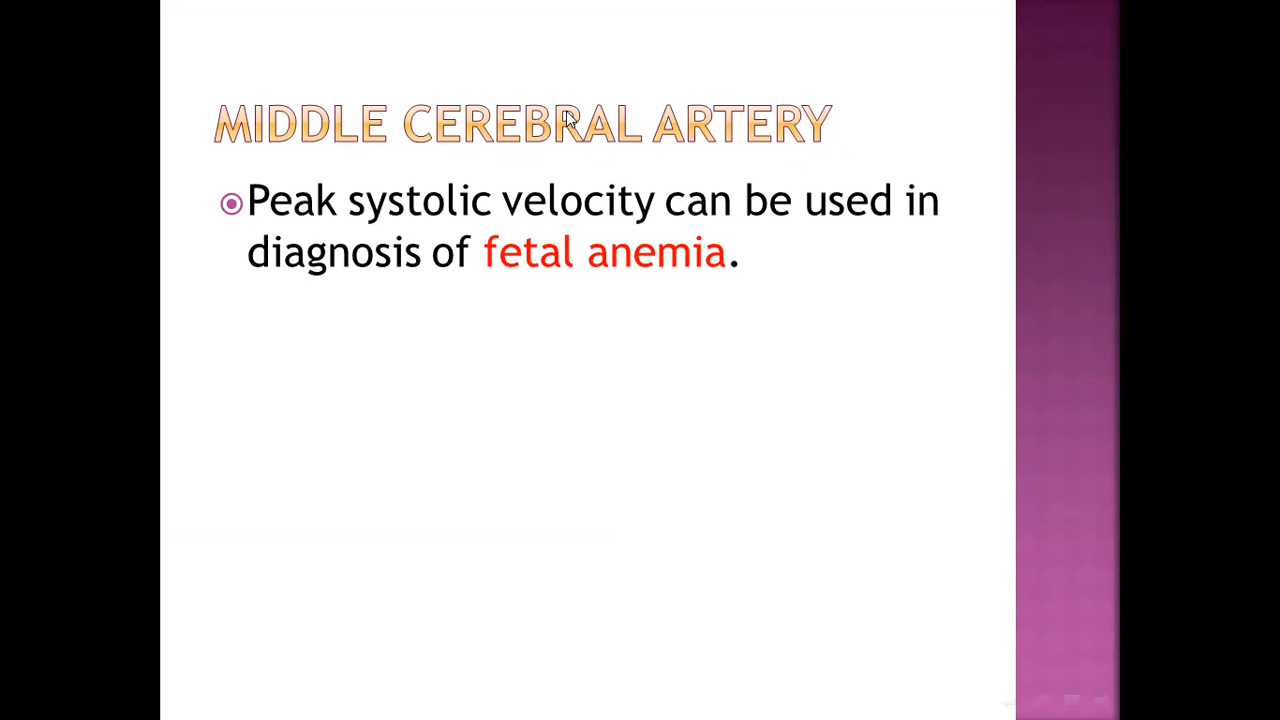 MIDDLE CEREBRAL ARTERY
Peak systolic velocity can be used in
diagnosis of fetal anemia.